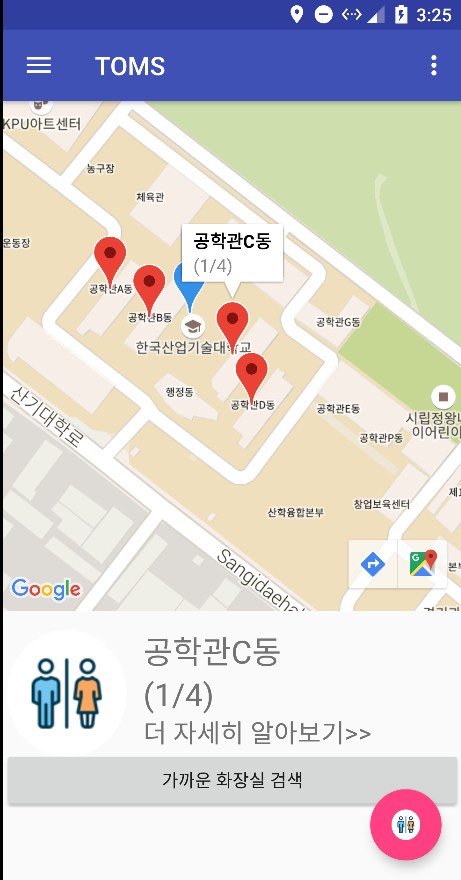 3:25
TOMS
KPU아트센터
농구장
체육관
운동장
공학관C동
(1/4)
공학관A동
공학관B동
공학관G동
한국산업기술대학교
행정동
공학관D동
공학관E동
시립정왕
어린이
공학관P동
산기대학로
창업보육센터
산학융합본부
Sangidaehak
Google
공학관C동
(1/4)
더 자세히 알아보기>>
가까운 화장실 검색